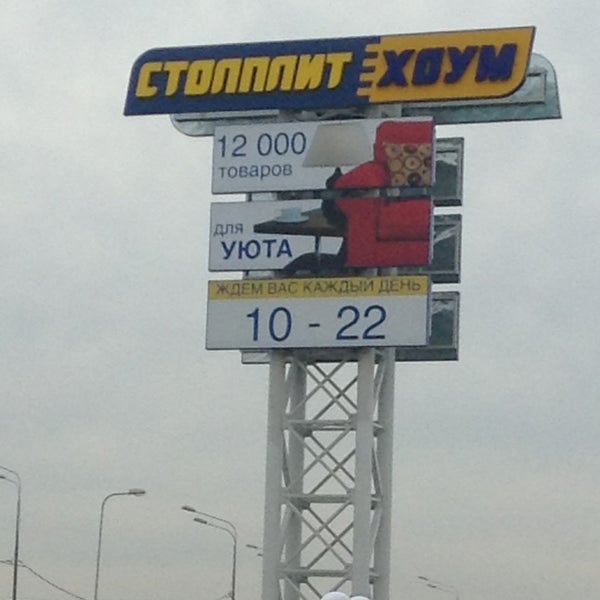 СТОЛПЛИТ ХОУМ
12 000
товаров
для
УЮТА
ЖДЕМ ВАС КАЖДЫЙ ДЕНЬ
10 - 22